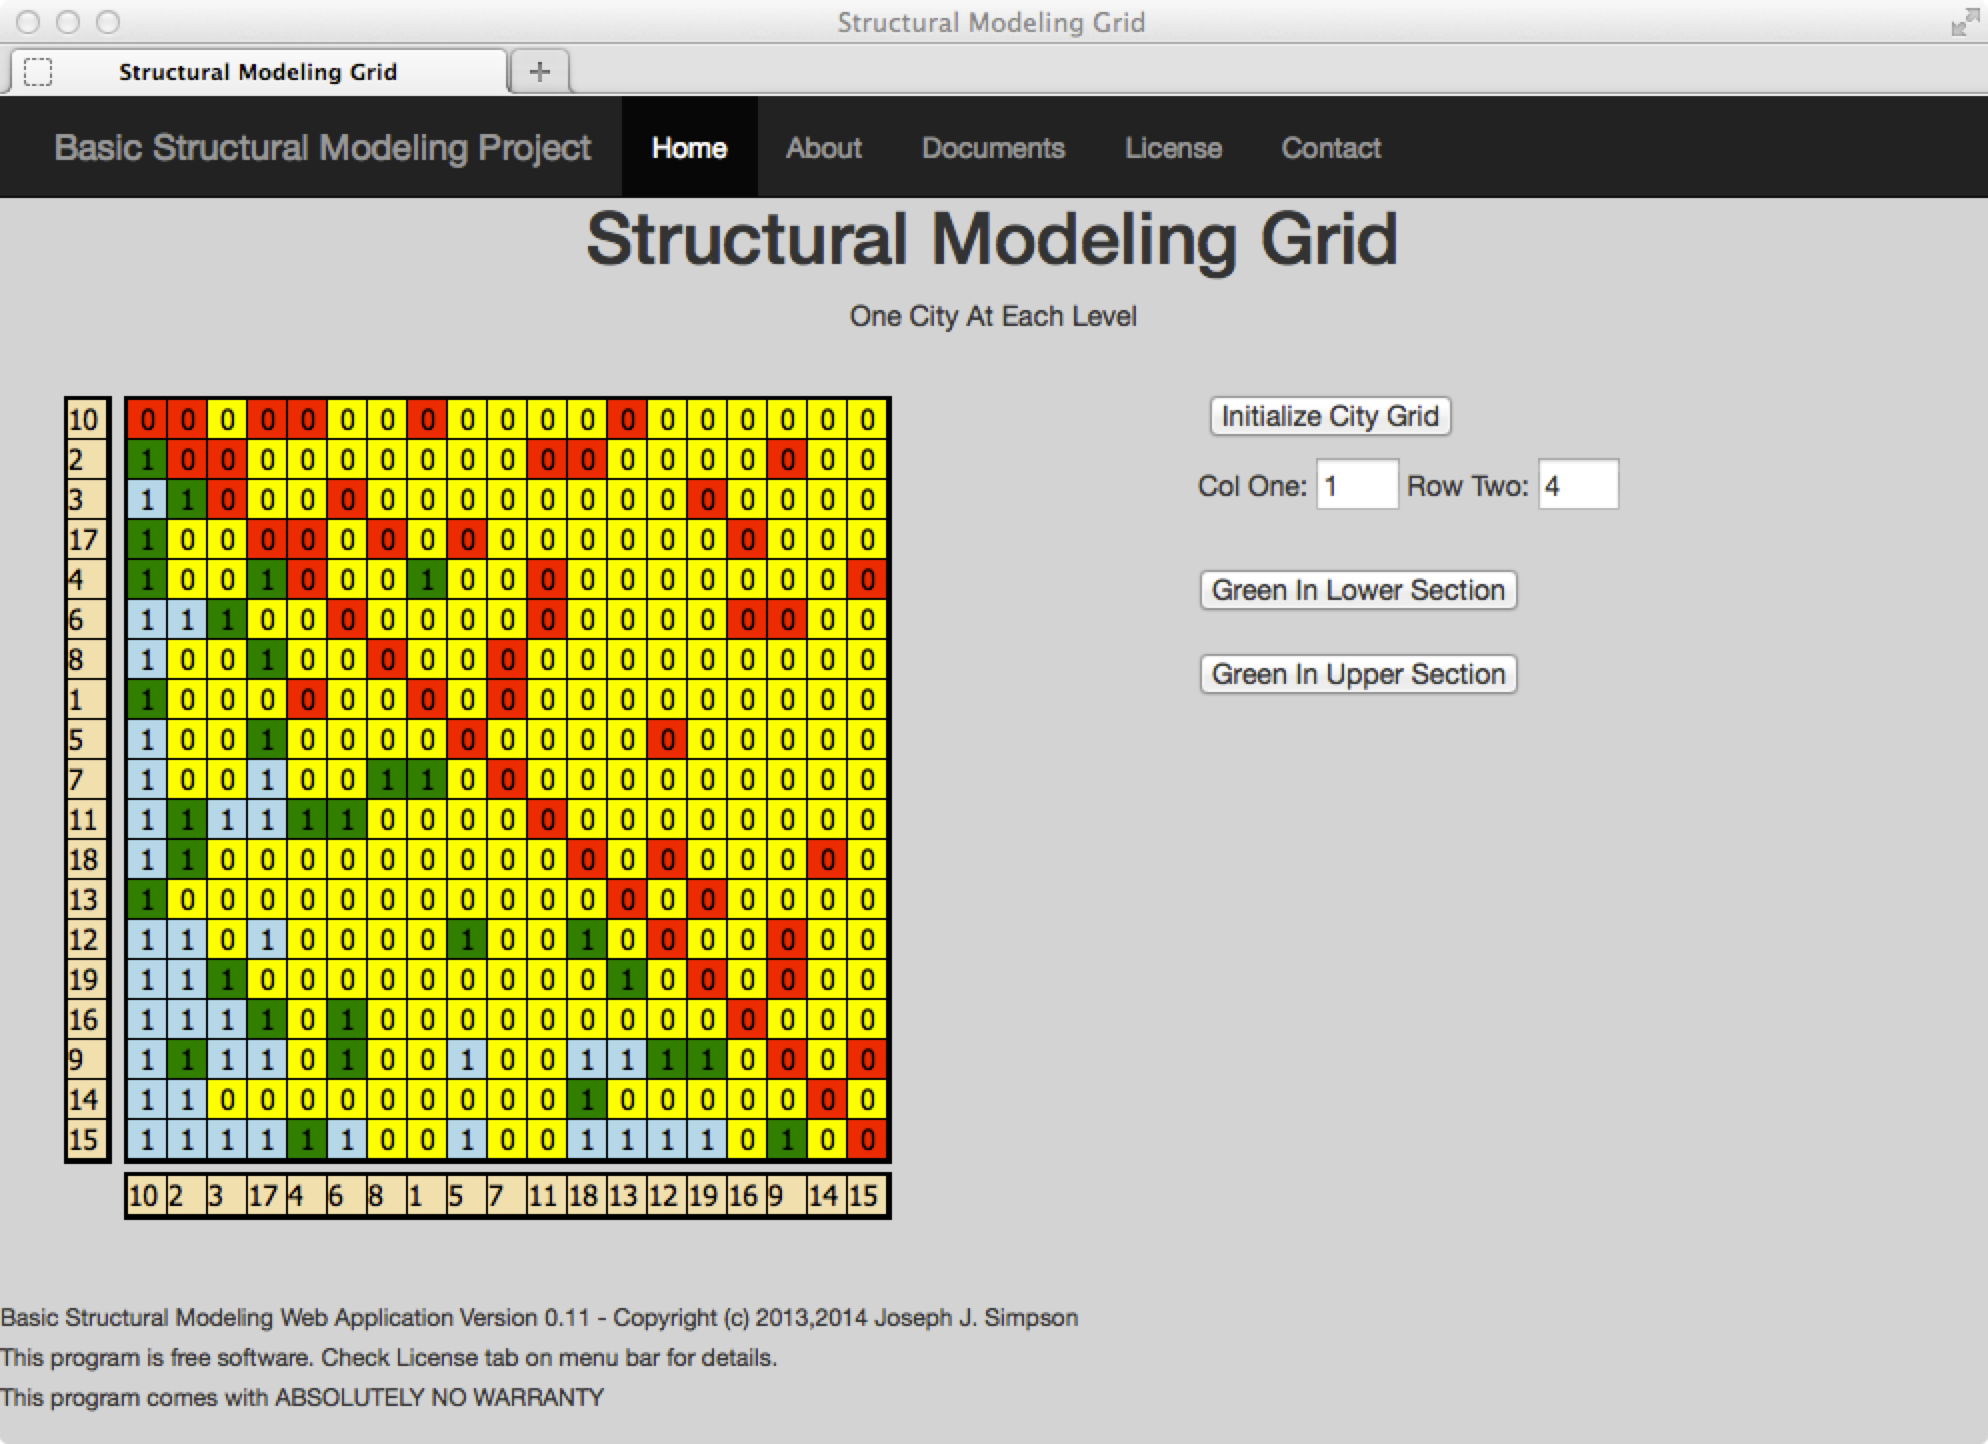 Structural Modeling Grid
Structural Modeling Grid +
Basic Structural Modeling Project Home About Documents License Contact
Structural Modeling Grid
One City At Each Level
10 0 0 0 0 0 0 0 0 0 0 0 0 0 0 0 0 0 0 0
2 1 0 0 0 0 0 0 0 0 0 0 0 0 0 0 0 0 0 0
3 1 1 0 0 0 0 0 0 0 0 0 0 0 0 0 0 0 0 0
17 1 0 0 0 0 0 0 0 0 0 0 0 0 0 0 0 0 0 0
4 1 0 0 1 0 0 0 1 0 0 0 0 0 0 0 0 0 0 0
6 1 1 1 0 0 0 0 0 0 0 0 0 0 0 0 0 0 0 0
8 1 0 0 1 0 0 0 0 0 0 0 0 0 0 0 0 0 0 0
1 1 0 0 0 0 0 0 0 0 0 0 0 0 0 0 0 0 0 0
5 1 0 0 1 0 0 0 0 0 0 0 0 0 0 0 0 0 0 0
7 1 0 0 1 0 0 1 1 0 0 0 0 0 0 0 0 0 0 0
11 1 1 1 1 1 1 0 0 0 0 0 0 0 0 0 0 0 0 0
18 1 1 0 0 0 0 0 0 0 0 0 0 0 0 0 0 0 0 0
13 1 0 0 0 0 0 0 0 0 0 0 0 0 0 0 0 0 0 0
12 1 1 0 1 0 0 0 0 1 0 0 1 0 0 0 0 0 0 0
19 1 1 1 0 0 0 0 0 0 0 0 0 1 0 0 0 0 0 0
16 1 1 1 1 0 1 0 0 0 0 0 0 0 0 0 0 0 0 0
9 1 1 1 1 0 1 0 0 1 0 0 1 1 1 1 0 0 0 0
14 1 1 0 0 0 0 0 0 0 0 0 1 0 0 0 0 0 0 0
15 1 1 1 1 1 1 0 0 1 0 0 1 1 1 1 0 1 0 0
10 2 3 17 4 6 8 1 5 7 11 18 13 12 19 16 9 14 15
Initialize City Grid
Col One: 1 Row Two: 4
Green In Lower Section
Green In Upper Section
Basic Structural Modeling Web Application Version 0.11 - Copyright (c) 2013,2014 Joseph J. Simpson
This program is free software. Check License tab on menu bar for details.
This program comes with ABSOLUTELY NO WARRANTY